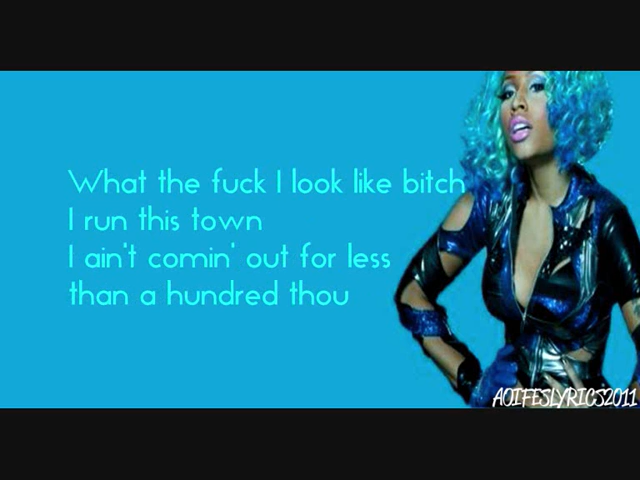 What the fuck I look like bitch
I run this town
I ain't comin' out for less
than a hundred thou
AOIFESLYRICS2011